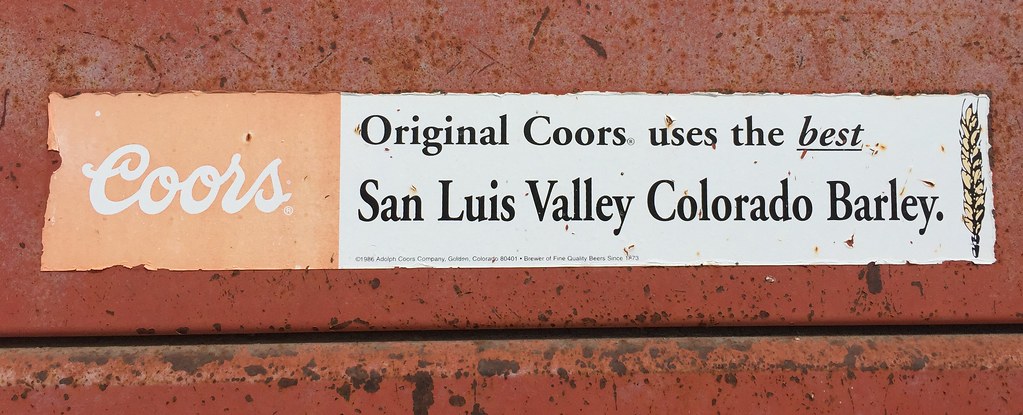 Coors®
Original Coors® uses the best
San Luis Valley Colorado Barley.
©1986 Adolph Coors Company, Golden, Colorado 80401 • Brewer of Fine Quality Beers Since 1873